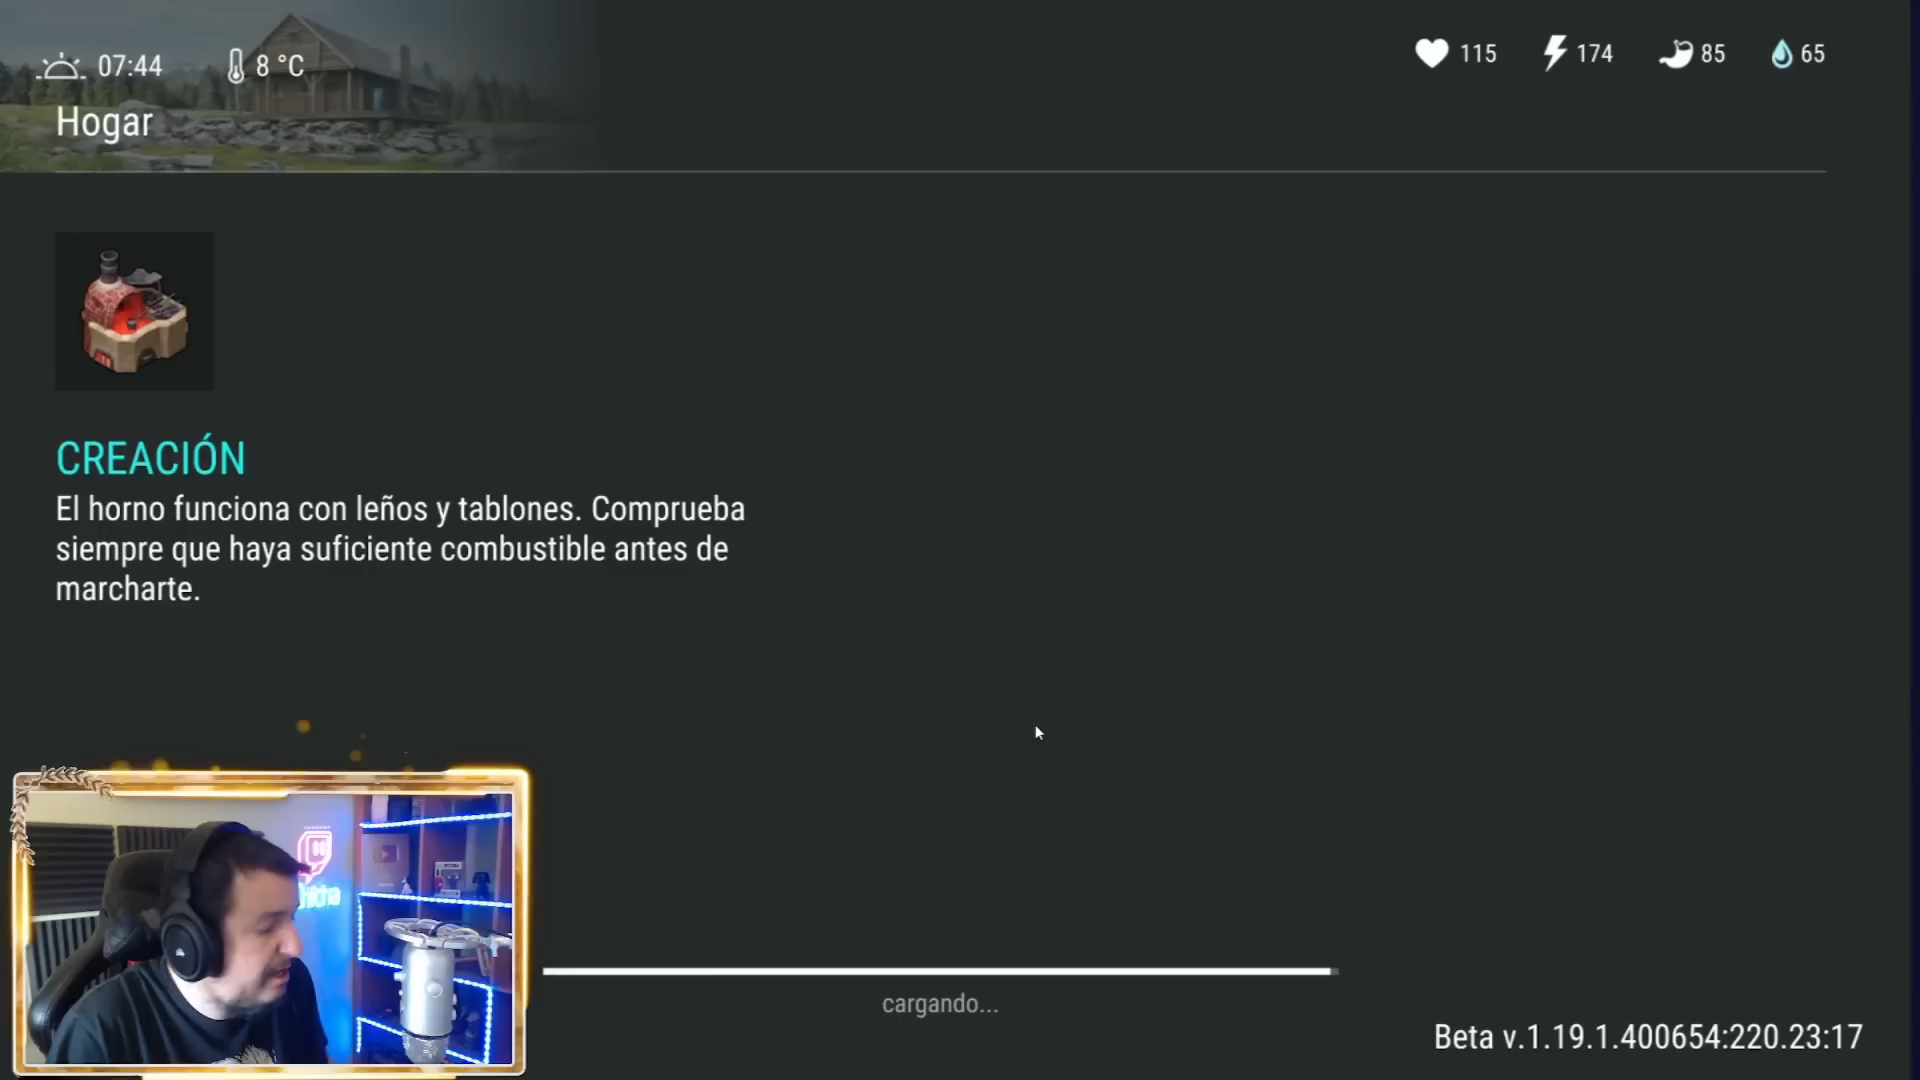 07:44
8 °C
115
174
85
65
Hogar
CREACIÓN
El horno funciona con leños y tablones. Comprueba
siempre que haya suficiente combustible antes de
marcharte.
cargando...
Beta v.1.19.1.400654:220.23:17